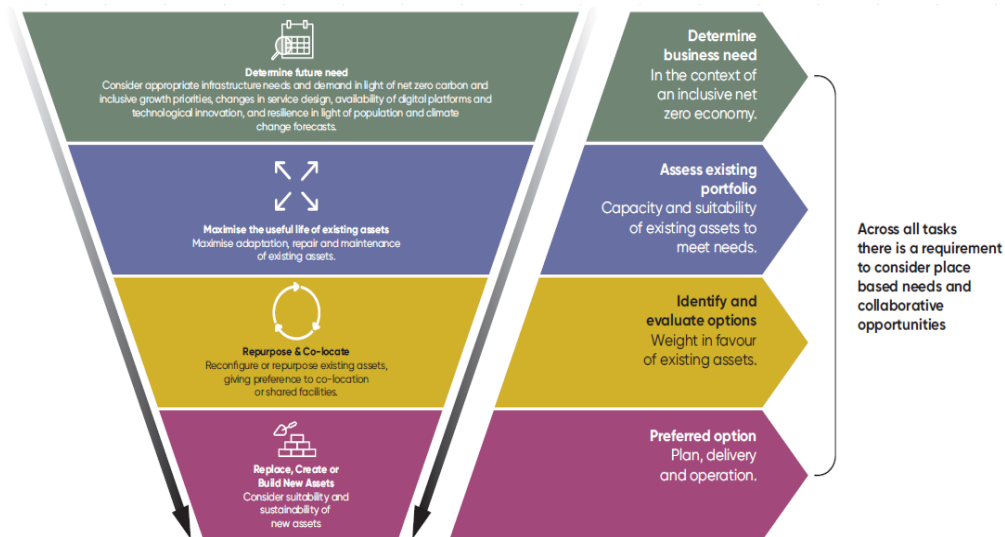 Determine future need
Consider appropriate infrastructure needs and demand in light of net zero carbon and
inclusive growth priorities, changes in service design, availability of digital platforms and
technological innovation, and resilience in light of population and climate
change forecasts.
Determine
business need
In the context of
an inclusive net
zero economy.
Maximise the useful life of existing assets
Maximise adaptation, repair and maintenance
of existing assets.
Assess existing
portfolio
Capacity and suitability
of existing assets to
meet needs.
Repurpose & Co-locate
Reconfigure or repurpose existing assets,
giving preference to co-location
or shared facilities.
Identify and
evaluate options
Weight in favour
of existing assets.
Replace, Create or
Build New Assets
Consider suitability and
sustainability of
new assets
Preferred option
Plan, delivery
and operation.
Across all tasks
there is a requirement
to consider place
based needs and
collaborative
opportunities